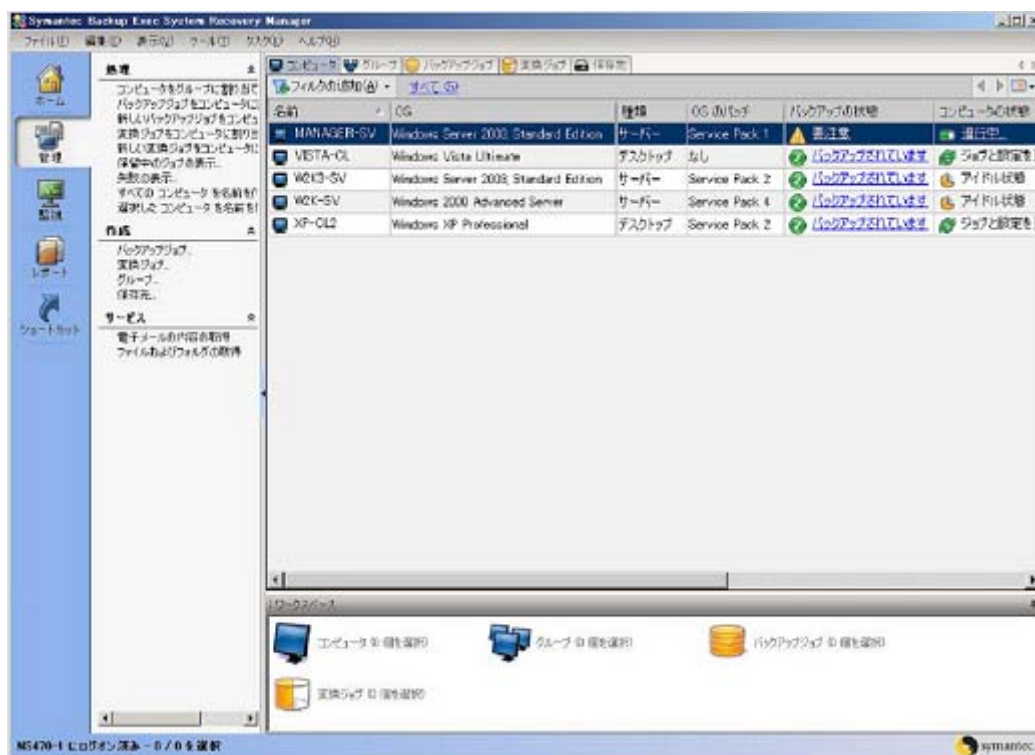 Symantec Backup Exec System Recovery Manager
ファイル(F) 編集(E) 表示(V) ツール(T) タスク(K) ヘルプ(H)
ホーム
管理
監視
レポート
ショートカット
処理
コンピュータをグループに割り当て
バックアップジョブをコンピュータに
新しいバックアップジョブをコンピュ
変換ジョブをコンピュータに割り当
新しい変換ジョブをコンピュータに
保留中のジョブの表示...
失敗の表示...
すべての コンピュータ を名前を付
選択した コンピュータ を名前を付
作成
バックアップジョブ...
変換ジョブ...
グループ...
保存先...
サービス
電子メールの内容の取得
ファイルおよびフォルダの取得
コンピュータ グループ バックアップジョブ 変換ジョブ 保存先
フィルタの追加(A) すべて (5)
名前 OS 種類 OS のパッチ バックアップの状態 コンピュータの状態
MANAGER-SV Windows Server 2003, Standard Edition サーバー Service Pack 1 要注意 進行中...
VISTA-CL Windows Vista Ultimate デスクトップ なし バックアップされています ジョブと設定を
W2K3-SV Windows Server 2003, Standard Edition サーバー Service Pack 2 バックアップされています アイドル状態
W2K-SV Windows 2000 Advanced Server サーバー Service Pack 4 バックアップされています アイドル状態
XP-CL2 Windows XP Professional デスクトップ Service Pack 2 バックアップされています ジョブと設定を
ワークスペース
コンピュータ (0 個を選択) グループ (0 個を選択) バックアップジョブ (0 個を選択)
変換ジョブ (0 個を選択)
MS470-1 にログオン済み - 0 / 0 を選択
symantec